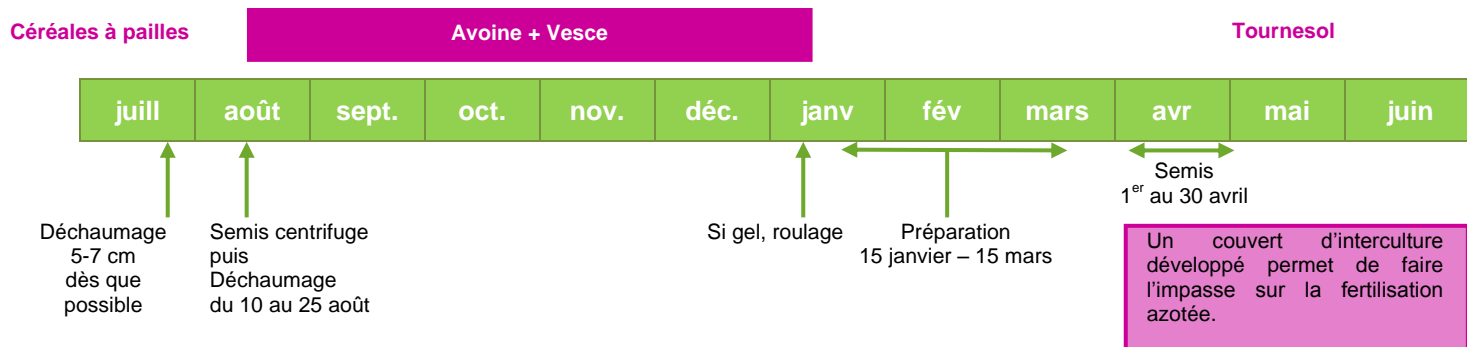 Céréales à pailles
Avoine + Vesce
Tournesol
juill août sept. oct. nov. déc. janv fév mars avr mai juin
Déchaumage
5-7 cm
dès que
possible
Semis centrifuge
puis
Déchaumage
du 10 au 25 août
Si gel, roulage
Préparation
15 janvier – 15 mars
Semis
1er au 30 avril
Un couvert d’interculture
développé permet de faire
l’impasse sur la fertilisation
azotée.